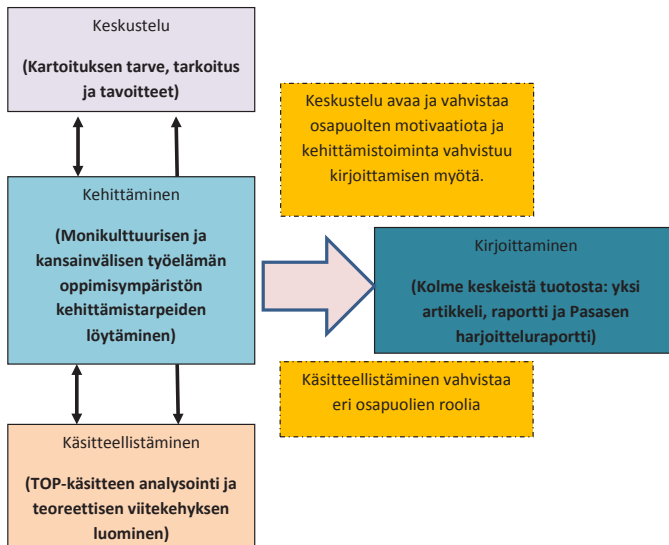 Keskustelu
(Kartoituksen tarve, tarkoitus
ja tavoitteet)
Keskustelu avaa ja vahvistaa
osapuolten motivaatiota ja
kehittämistoiminta vahvistuu
kirjoittamisen myötä.
Kehittäminen
(Monikulttuurisen ja
kansainvälisen työelämän
oppimisympäristön
kehittämistarpeiden
löytäminen)
Kirjoittaminen
(Kolme keskeistä tuotosta: yksi
artikkeli, raportti ja Pasasen
harjoitteluraportti)
Käsitteellistäminen vahvistaa
eri osapuolien roolia
Käsitteellistäminen
(TOP-käsitteen analysointi ja
teoreettisen viitekehyksen
luominen)